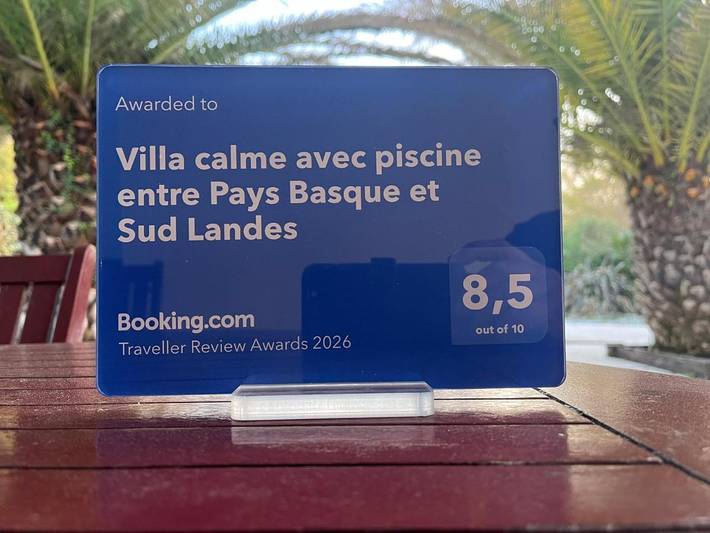 Awarded to
Villa calme avec piscine
entre Pays Basque et
Sud Landes
8,5
out of 10
Booking.com
Traveller Review Awards 2026